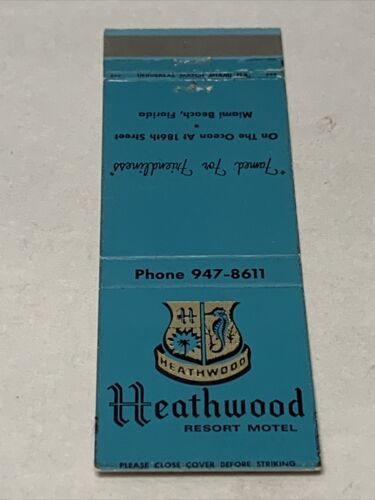 "Famed For Friendliness"
On The Ocean At 186th Street
•
Miami Beach, Florida
Phone 947-8611
H
HEATHWOOD
Heathwood
RESORT MOTEL
PLEASE CLOSE COVER BEFORE STRIKING